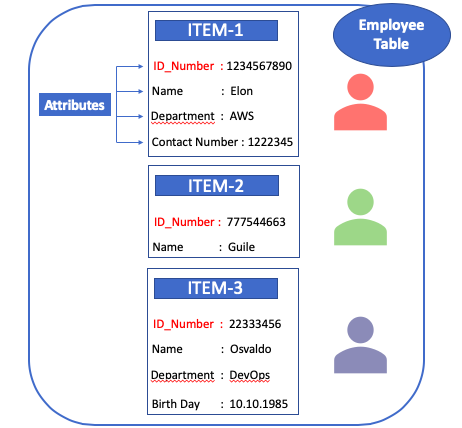 Employee
Table
ITEM-1
ID_Number : 1234567890
Name : Elon
Department : AWS
Contact Number : 1222345
Attributes
ITEM-2
ID_Number : 777544663
Name : Guile
ITEM-3
ID_Number : 22333456
Name : Osvaldo
Department : DevOps
Birth Day : 10.10.1985